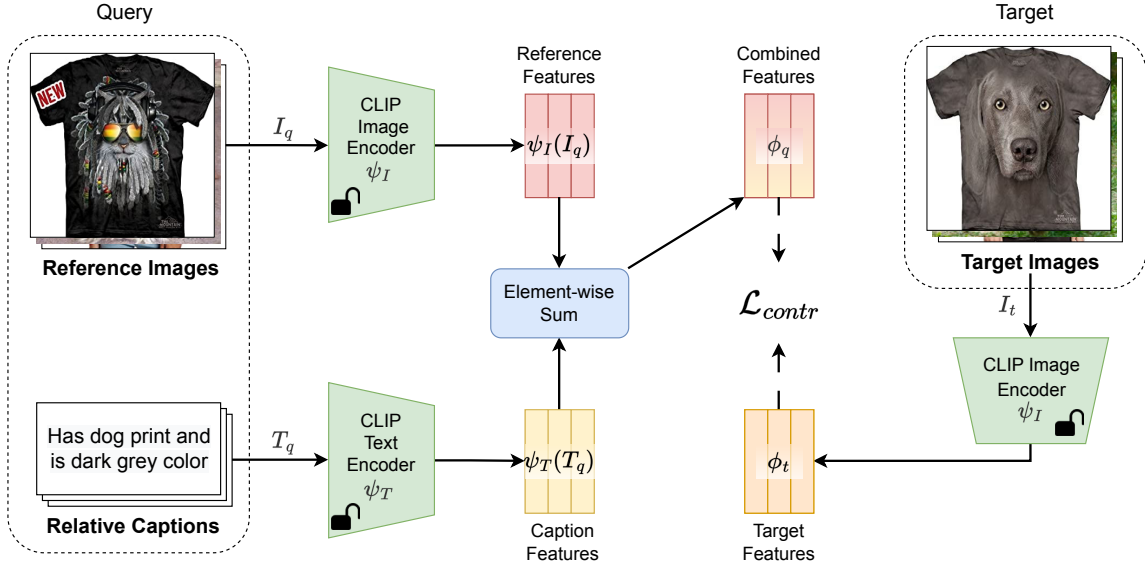 Query
Target
NEW
Reference Images
I_q
CLIP
Image
Encoder
ψ_I
Reference
Features
ψ_I(I_q)
Combined
Features
ϕ_q
Target Images
I_t
Element-wise
Sum
𝓛_contr
CLIP Image
Encoder
ψ_I
Has dog print and
is dark grey color
Relative Captions
T_q
CLIP
Text
Encoder
ψ_T
ψ_T(T_q)
Caption
Features
ϕ_t
Target
Features